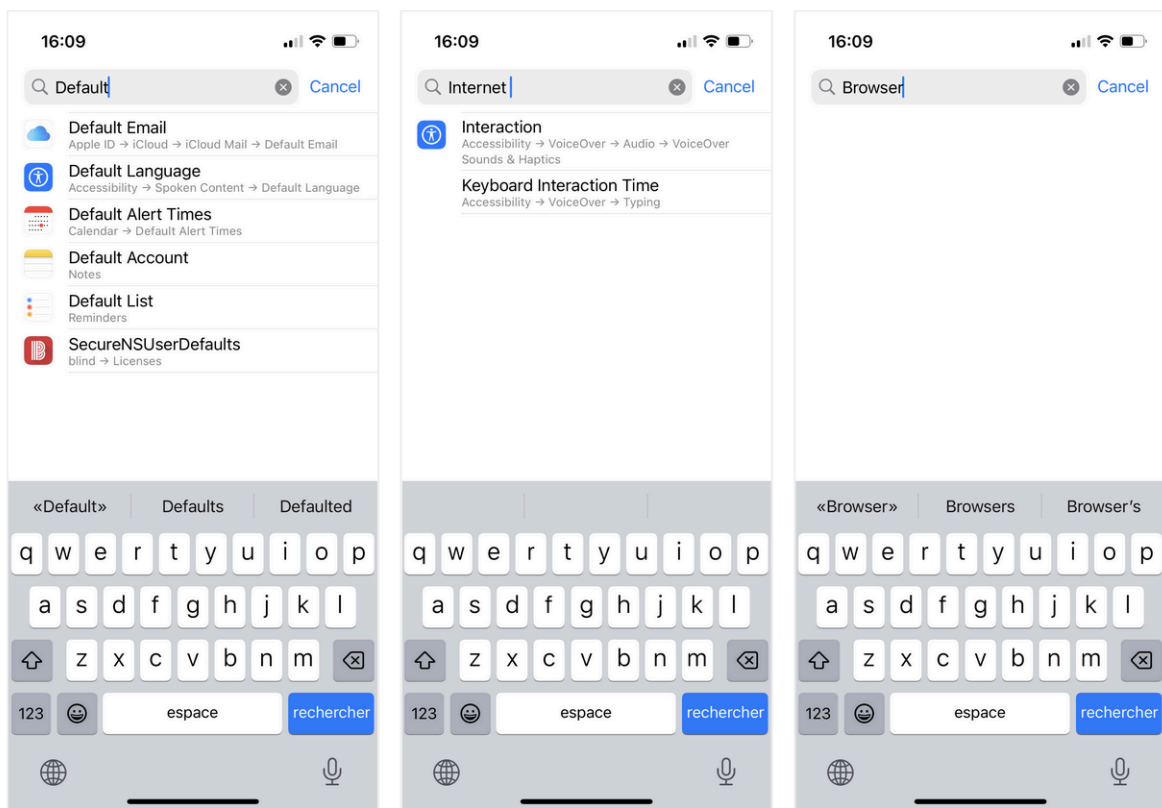 16:09
Default
Cancel
Default Email
Apple ID → iCloud → iCloud Mail → Default Email
Default Language
Accessibility → Spoken Content → Default Language
Default Alert Times
Calendar → Default Alert Times
Default Account
Notes
Default List
Reminders
SecureNSUserDefaults
blind → Licenses
«Default» Defaults Defaulted
q w e r t y u i o p
a s d f g h j k l
z x c v b n m
123 espace rechercher
16:09
Internet
Cancel
Interaction
Accessibility → VoiceOver → Audio → VoiceOver
Sounds & Haptics
Keyboard Interaction Time
Accessibility → VoiceOver → Typing
q w e r t y u i o p
a s d f g h j k l
z x c v b n m
123 espace rechercher
16:09
Browser
Cancel
«Browser» Browsers Browser's
q w e r t y u i o p
a s d f g h j k l
z x c v b n m
123 espace rechercher